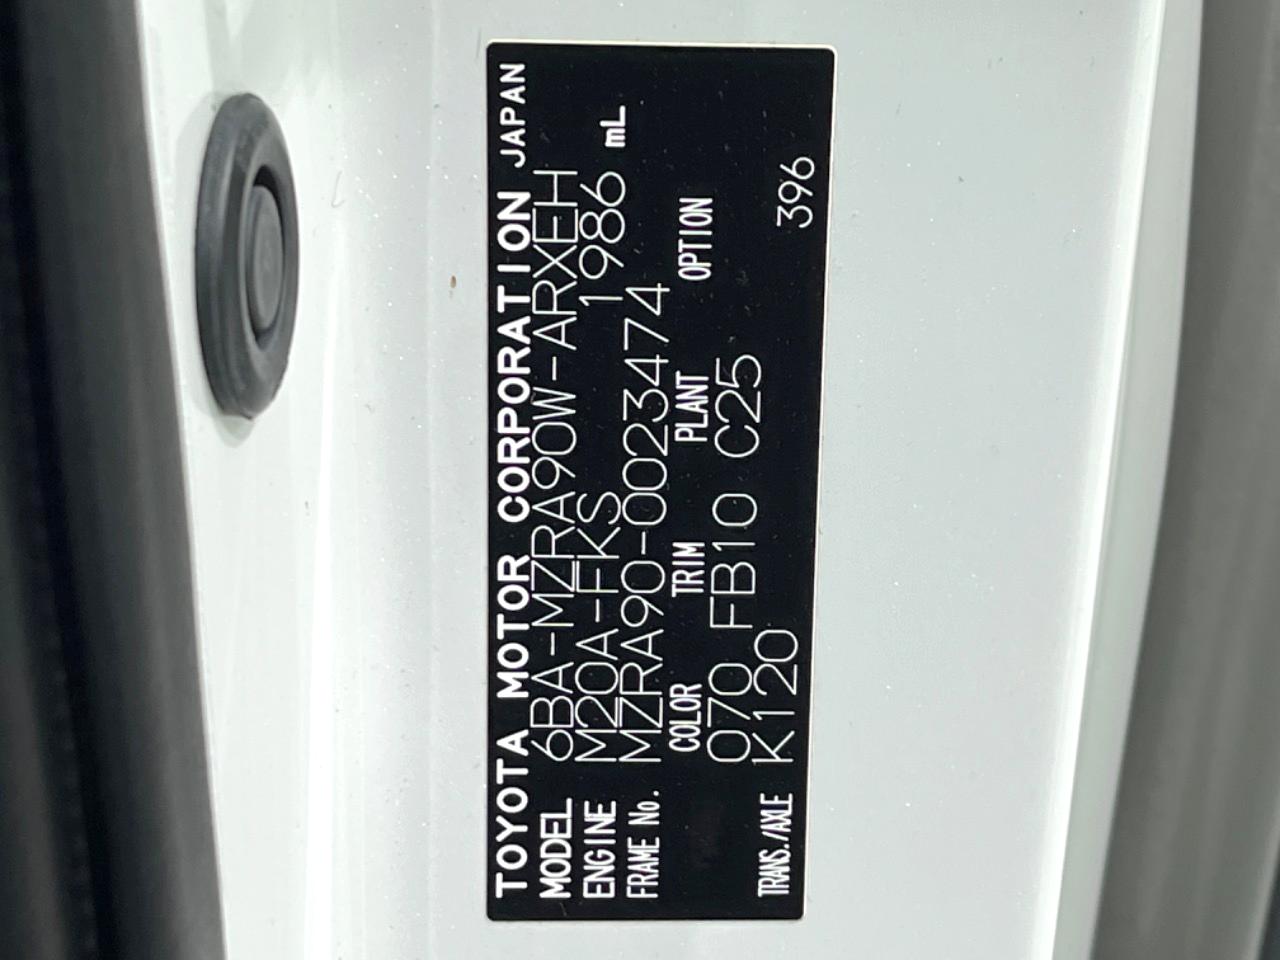 TOYOTA MOTOR CORPORATION JAPAN
MODEL 6BA-MZRA90W-ARXEH
ENGINE M20A-FKS 1986 mL
FRAME No. MZRA90-0023474
COLOR TRIM PLANT OPTION
070 FB10 C25
TRANS./AXLE K120 396